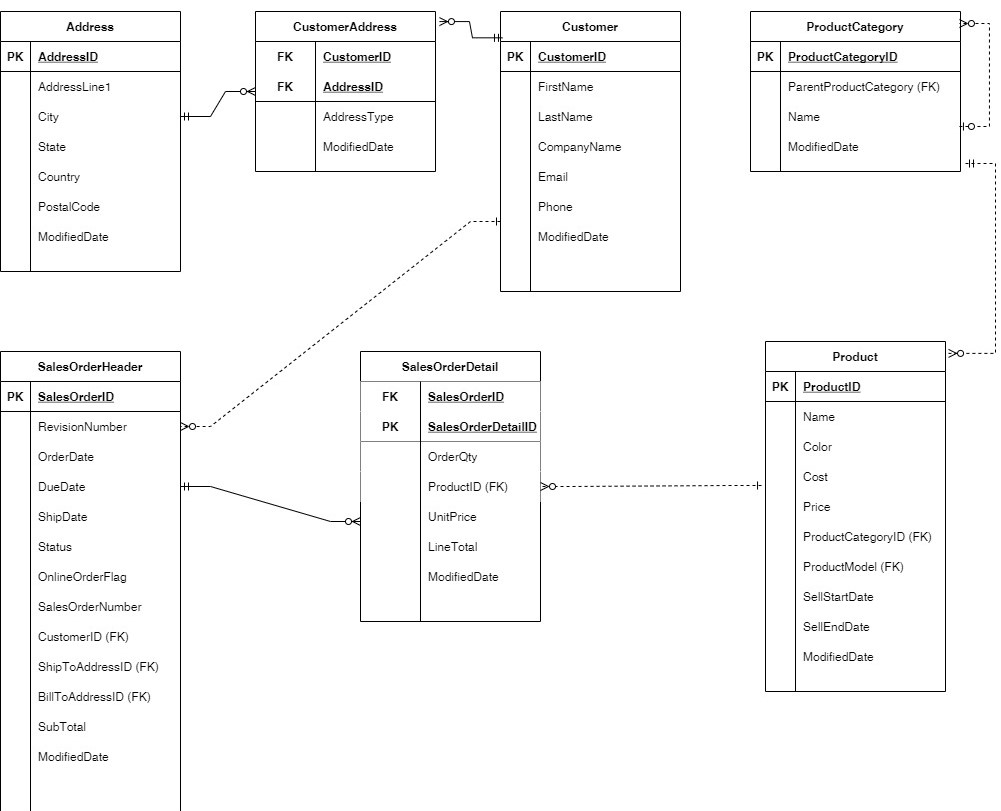 Address
PK AddressID
AddressLine1
City
State
Country
PostalCode
ModifiedDate
CustomerAddress
FK CustomerID
FK AddressID
AddressType
ModifiedDate
Customer
PK CustomerID
FirstName
LastName
CompanyName
Email
Phone
ModifiedDate
ProductCategory
PK ProductCategoryID
ParentProductCategory (FK)
Name
ModifiedDate
SalesOrderHeader
PK SalesOrderID
RevisionNumber
OrderDate
DueDate
ShipDate
Status
OnlineOrderFlag
SalesOrderNumber
CustomerID (FK)
ShipToAddressID (FK)
BillToAddressID (FK)
SubTotal
ModifiedDate
SalesOrderDetail
FK SalesOrderID
PK SalesOrderDetailID
OrderQty
ProductID (FK)
UnitPrice
LineTotal
ModifiedDate
Product
PK ProductID
Name
Color
Cost
Price
ProductCategoryID (FK)
ProductModel (FK)
SellStartDate
SellEndDate
ModifiedDate